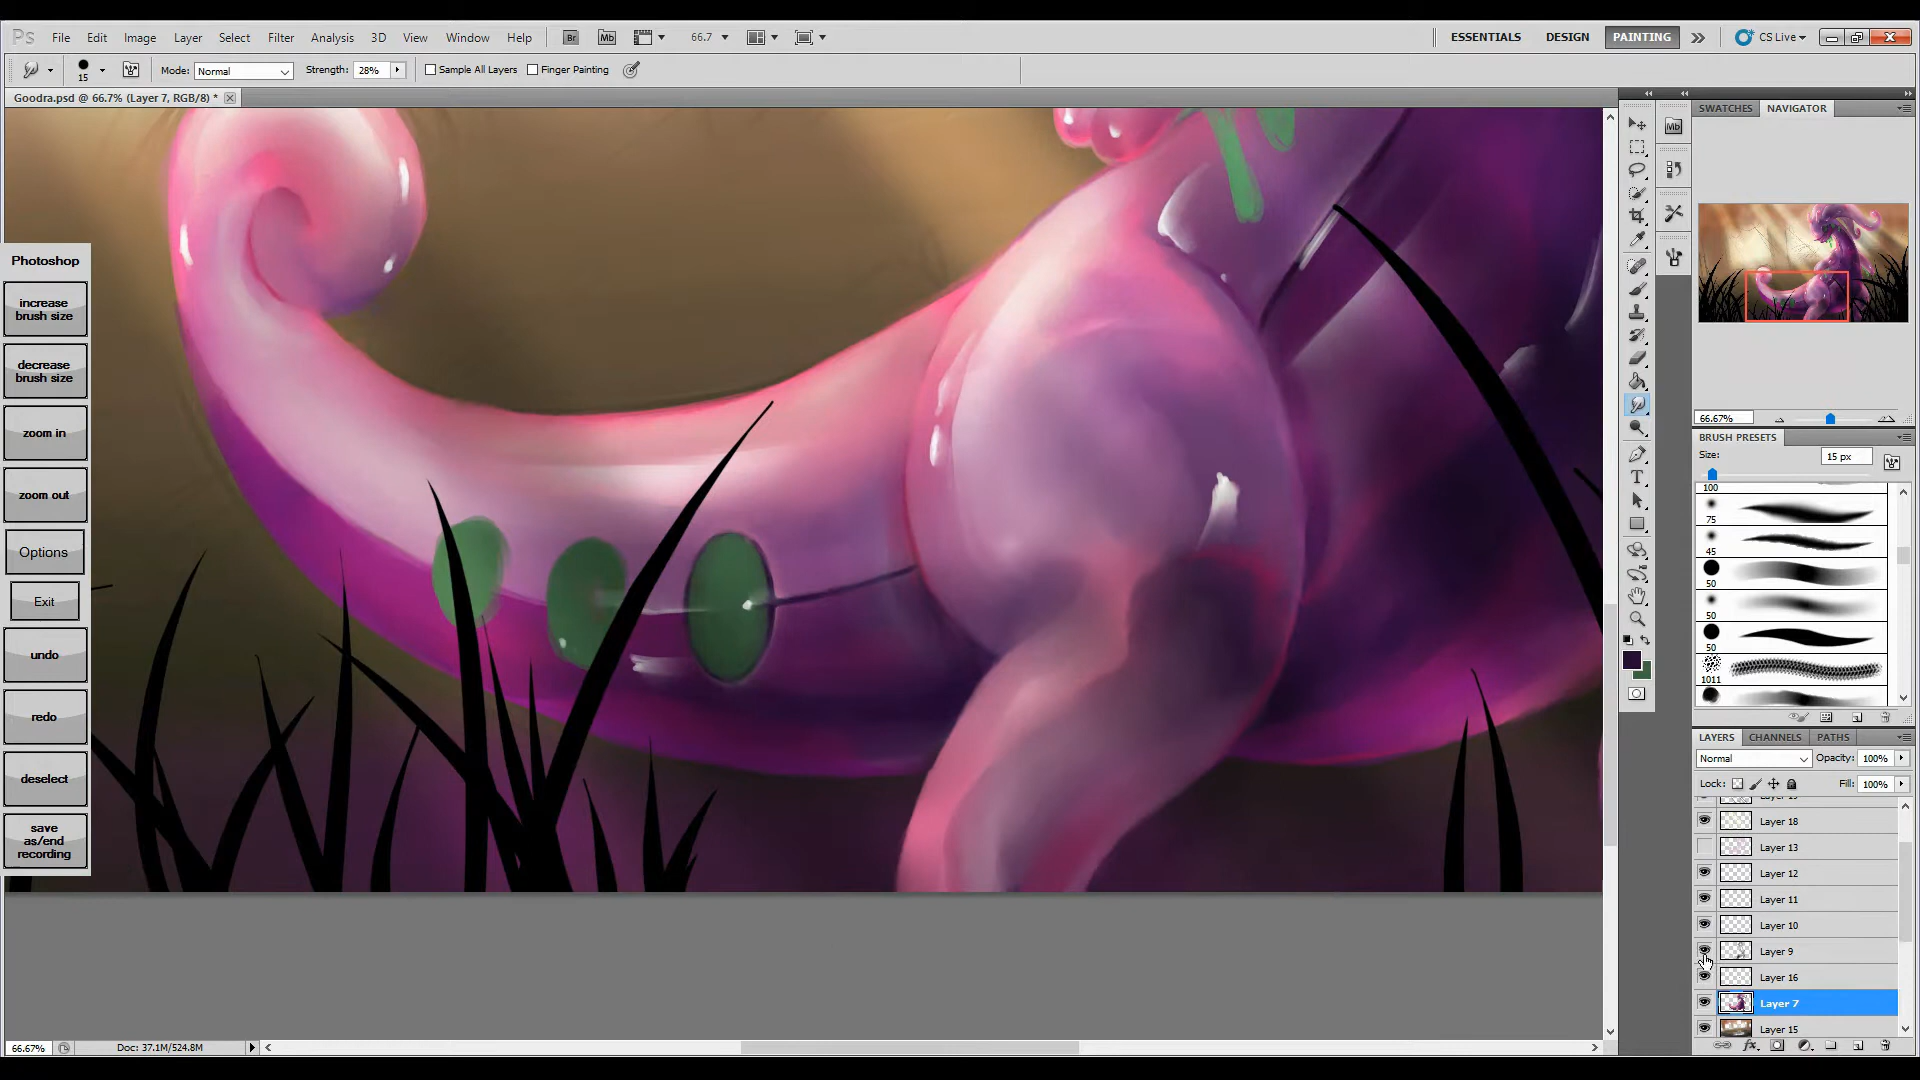 Ps File Edit Image Layer Select Filter Analysis 3D View Window Help Br Mb 66.7 ESSENTIALS DESIGN PAINTING CS Live
15 Mode: Normal Strength: 28% Sample All Layers Finger Painting
Goodra.psd @ 66.7% (Layer 7, RGB/8) *
SWATCHES NAVIGATOR
Mb
Photoshop
increase
brush size
decrease
brush size
zoom in
zoom out
Options
Exit
undo
redo
deselect
save
as/end
recording
66.67%
BRUSH PRESETS
Size: 15 px
100
75
45
50
50
50
1011
LAYERS CHANNELS PATHS
Normal Opacity: 100%
Lock: Fill: 100%
Layer 18
Layer 13
Layer 12
Layer 11
Layer 10
Layer 9
Layer 16
Layer 7
Layer 15
fx
66.67% Doc: 37.1M/524.8M